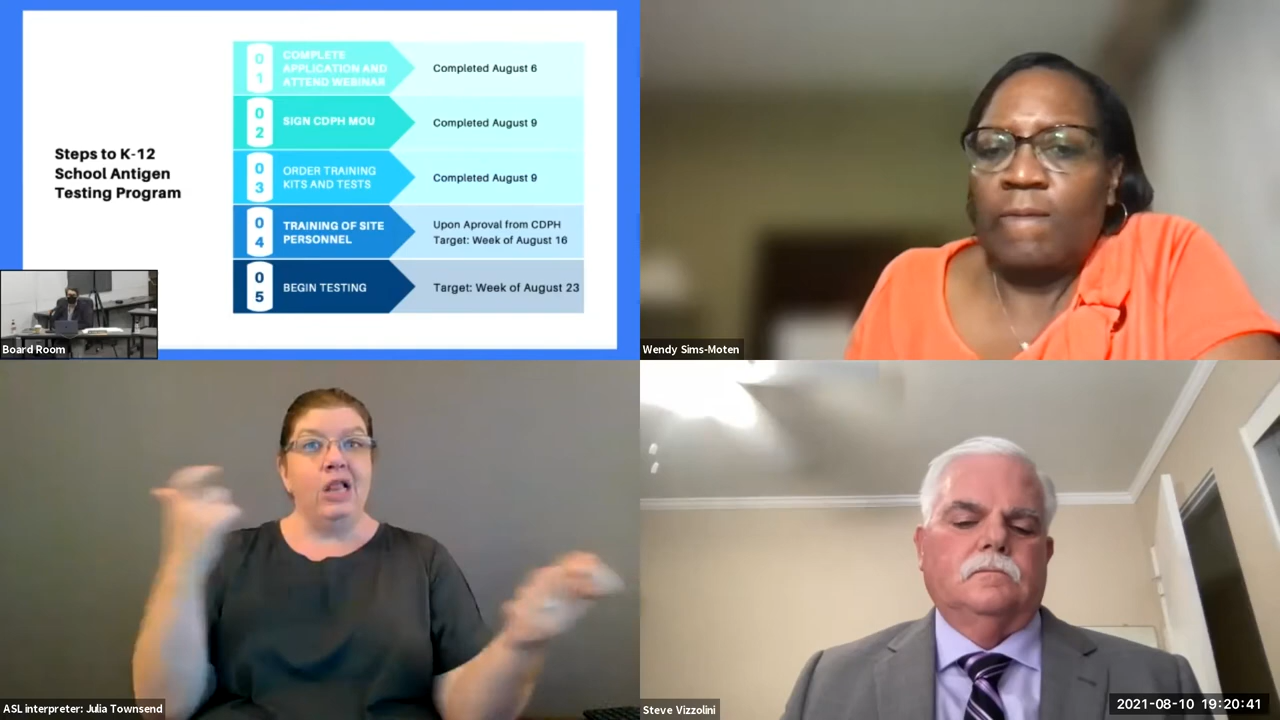 Steps to K-12
School Antigen
Testing Program
0
1
COMPLETE
APPLICATION AND
ATTEND WEBINAR
Completed August 6
0
2
SIGN CDPH MOU
Completed August 9
0
3
ORDER TRAINING
KITS AND TESTS
Completed August 9
0
4
TRAINING OF SITE
PERSONNEL
Upon Aproval from CDPH
Target: Week of August 16
0
5
BEGIN TESTING
Target: Week of August 23
Board Room
Wendy Sims-Moten
ASL interpreter: Julia Townsend
Steve Vizzolini
2021-08-10 19:20:41